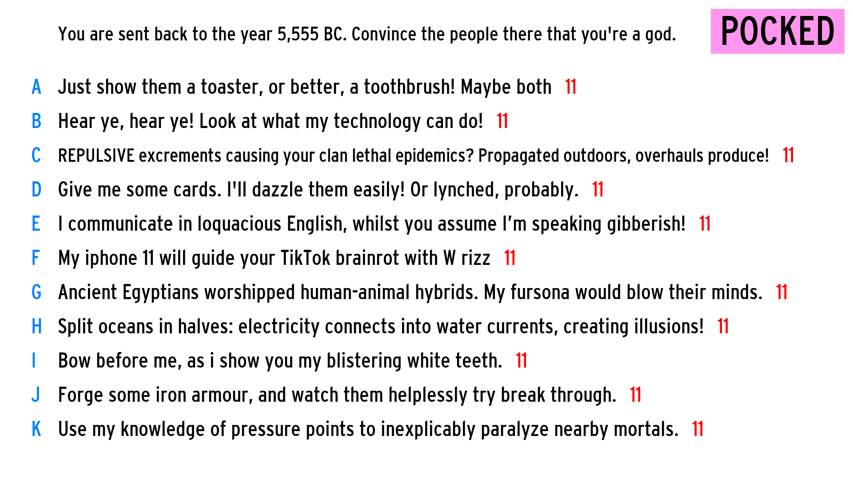 You are sent back to the year 5,555 BC. Convince the people there that you're a god.
POCKED
A Just show them a toaster, or better, a toothbrush! Maybe both 11
B Hear ye, hear ye! Look at what my technology can do! 11
C REPULSIVE excrements causing your clan lethal epidemics? Propagated outdoors, overhauls produce! 11
D Give me some cards. I'll dazzle them easily! Or lynched, probably. 11
E I communicate in loquacious English, whilst you assume I'm speaking gibberish! 11
F My iphone 11 will guide your TikTok brainrot with W rizz 11
G Ancient Egyptians worshipped human-animal hybrids. My fursona would blow their minds. 11
H Split oceans in halves: electricity connects into water currents, creating illusions! 11
I Bow before me, as i show you my blistering white teeth. 11
J Forge some iron armour, and watch them helplessly try break through. 11
K Use my knowledge of pressure points to inexplicably paralyze nearby mortals. 11